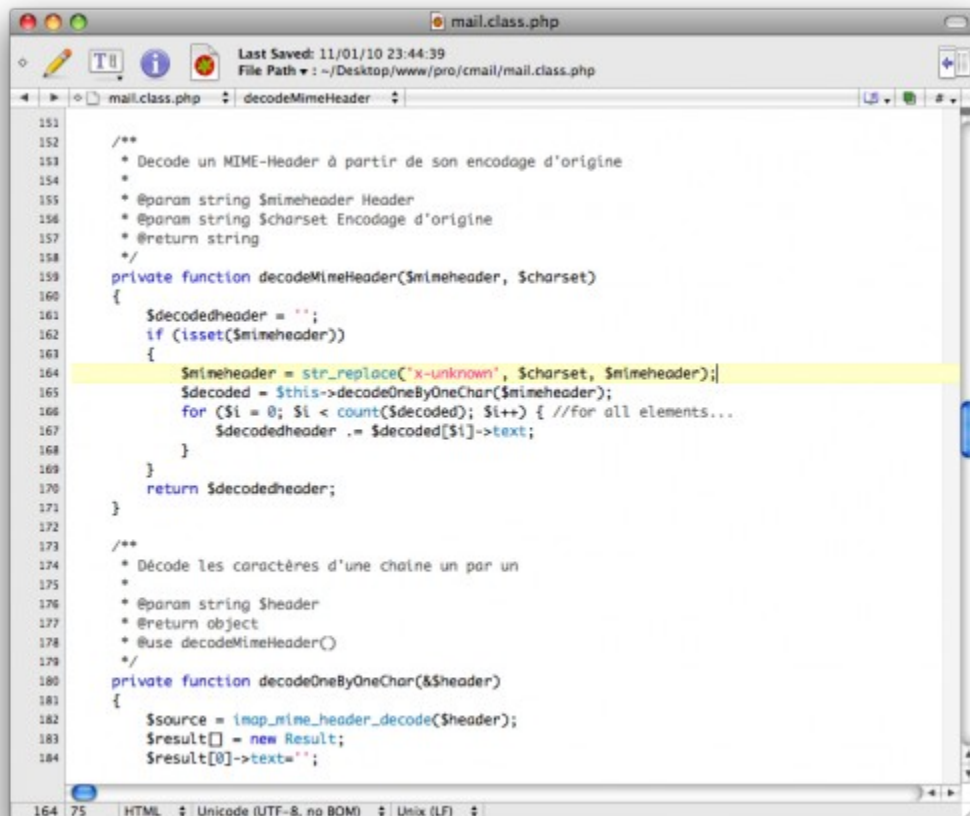 mail.class.php
Last Saved: 11/01/10 23:44:39
File Path ▾ : ~/Desktop/www/pro/cmail/mail.class.php
mail.class.php decodeMimeHeader
151
152 /**
153 * Decode un MIME-Header à partir de son encodage d'origine
154 *
155 * @param string $mimeheader Header
156 * @param string $charset Encodage d'origine
157 * @return string
158 */
159 private function decodeMimeHeader($mimeheader, $charset)
160 {
161 $decodedheader = '';
162 if (isset($mimeheader))
163 {
164 $mimeheader = str_replace('x-unknown', $charset, $mimeheader);
165 $decoded = $this->decodeOneByOneChar($mimeheader);
166 for ($i = 0; $i < count($decoded); $i++) { //for all elements...
167 $decodedheader .= $decoded[$i]->text;
168 }
169 }
170 return $decodedheader;
171 }
172
173 /**
174 * Décode les caractères d'une chaine un par un
175 *
176 * @param string $header
177 * @return object
178 * @use decodeMimeHeader()
179 */
180 private function decodeOneByOneChar(&$header)
181 {
182 $source = imap_mime_header_decode($header);
183 $result[] = new Result;
184 $result[0]->text='';
164 75 HTML Unicode (UTF-8, no BOM) Unix (LF)